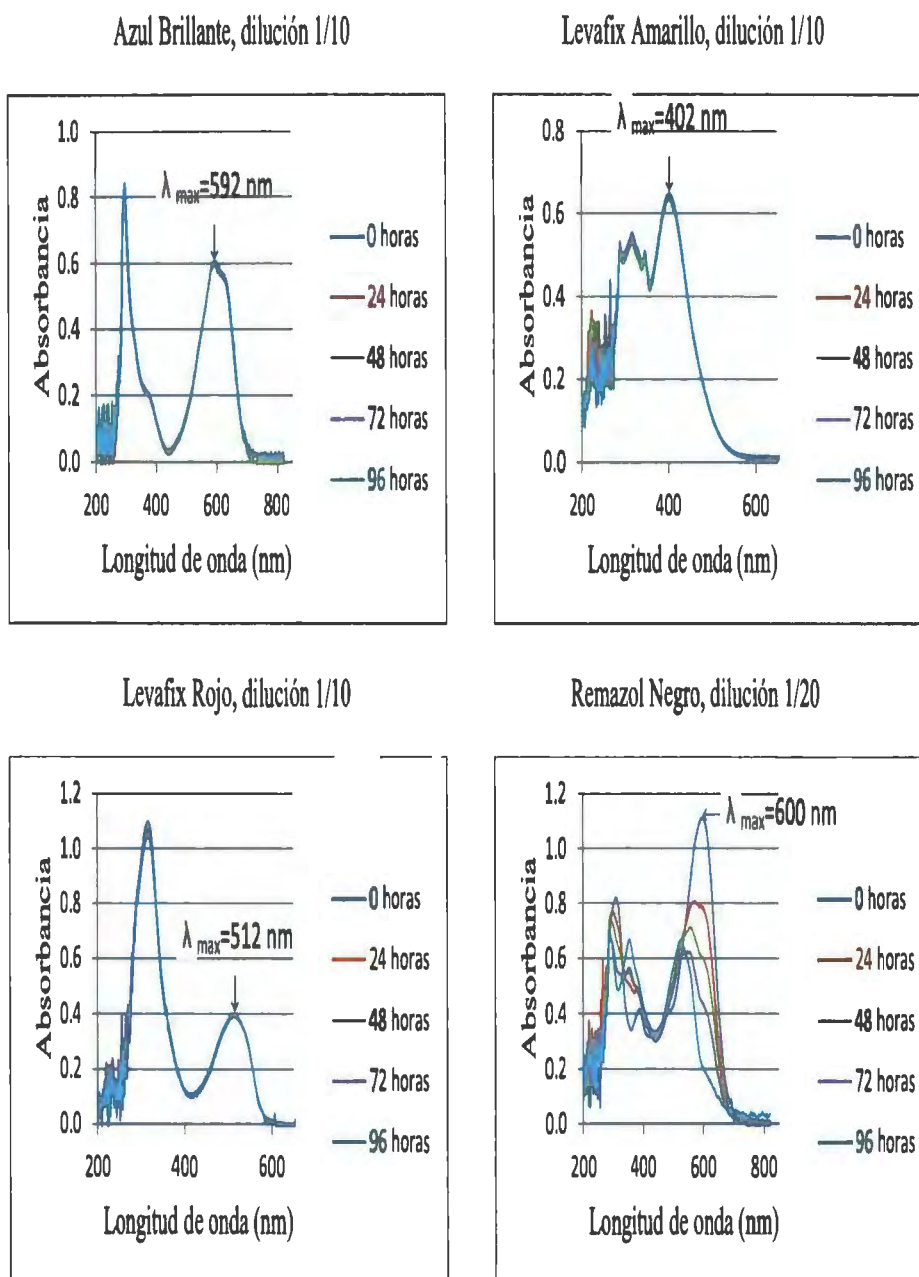 Azul Brillante, dilución 1/10
Absorbancia
1.0
0.8
0.6
0.4
0.2
0.0
λ max=592 nm
0 horas
24 horas
48 horas
72 horas
96 horas
200 400 600 800
Longitud de onda (nm)
Levafix Amarillo, dilución 1/10
Absorbancia
0.8
0.6
0.4
0.2
0.0
λ max=402 nm
0 horas
24 horas
48 horas
72 horas
96 horas
200 400 600
Longitud de onda (nm)
Levafix Rojo, dilución 1/10
Absorbancia
1.2
1.0
0.8
0.6
0.4
0.2
0.0
λ max=512 nm
0 horas
24 horas
48 horas
72 horas
96 horas
200 400 600
Longitud de onda (nm)
Remazol Negro, dilución 1/20
Absorbancia
1.2
1.0
0.8
0.6
0.4
0.2
0.0
λ max=600 nm
0 horas
24 horas
48 horas
72 horas
96 horas
200 400 600 800
Longitud de onda (nm)